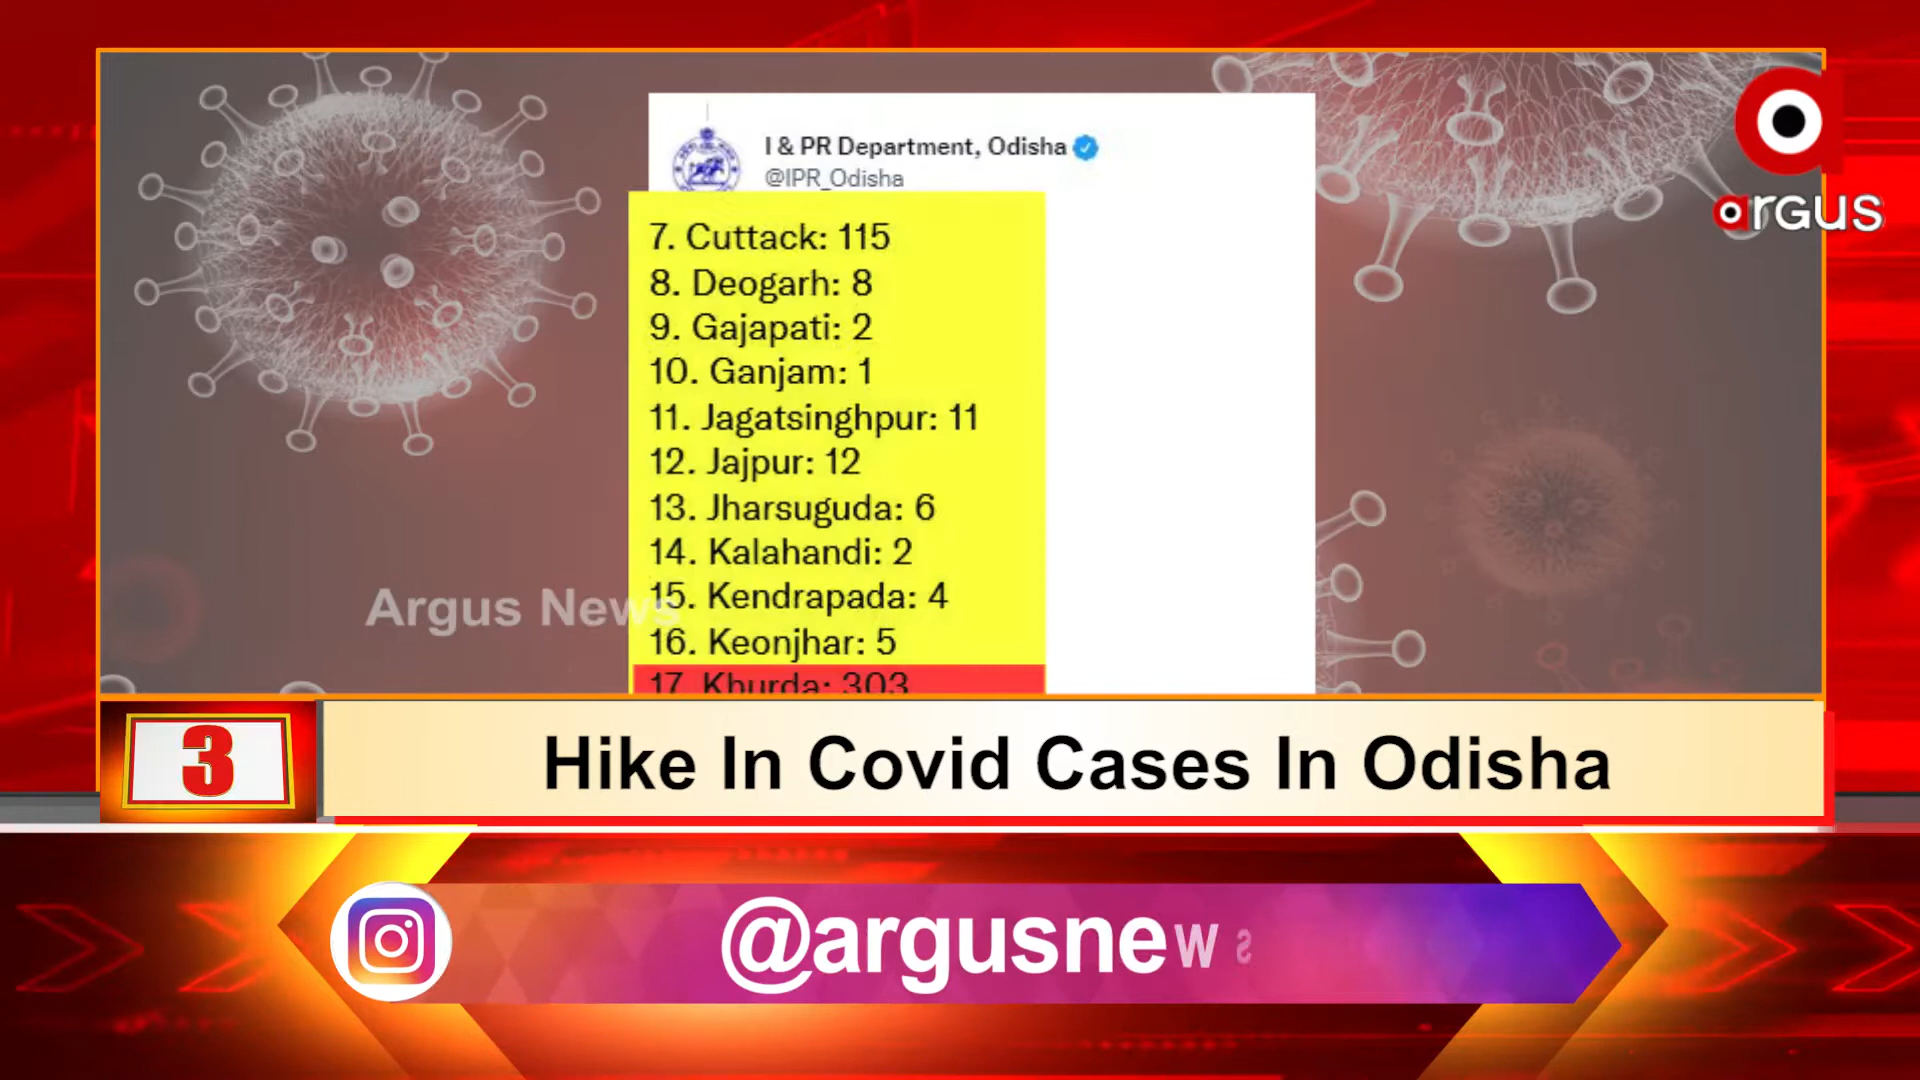 I & PR Department, Odisha
@IPR_Odisha
argus
7. Cuttack: 115
8. Deogarh: 8
9. Gajapati: 2
10. Ganjam: 1
11. Jagatsinghpur: 11
12. Jajpur: 12
13. Jharsuguda: 6
14. Kalahandi: 2
15. Kendrapada: 4
Argus News
16. Keonjhar: 5
17. Khurda: 303
3
Hike In Covid Cases In Odisha
@argusnews